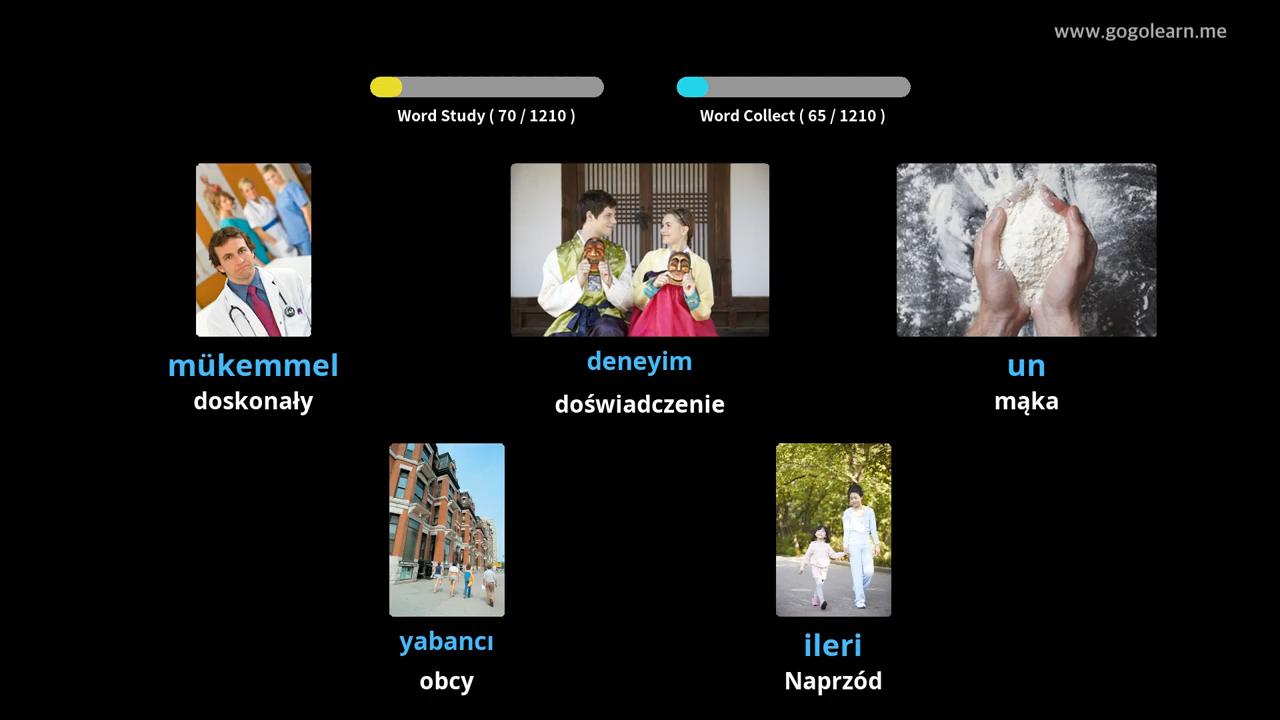 www.gogolearn.me
Word Study ( 70 / 1210 )
Word Collect ( 65 / 1210 )
mükemmel
doskonały
deneyim
doświadczenie
un
mąka
yabancı
obcy
ileri
Naprzód